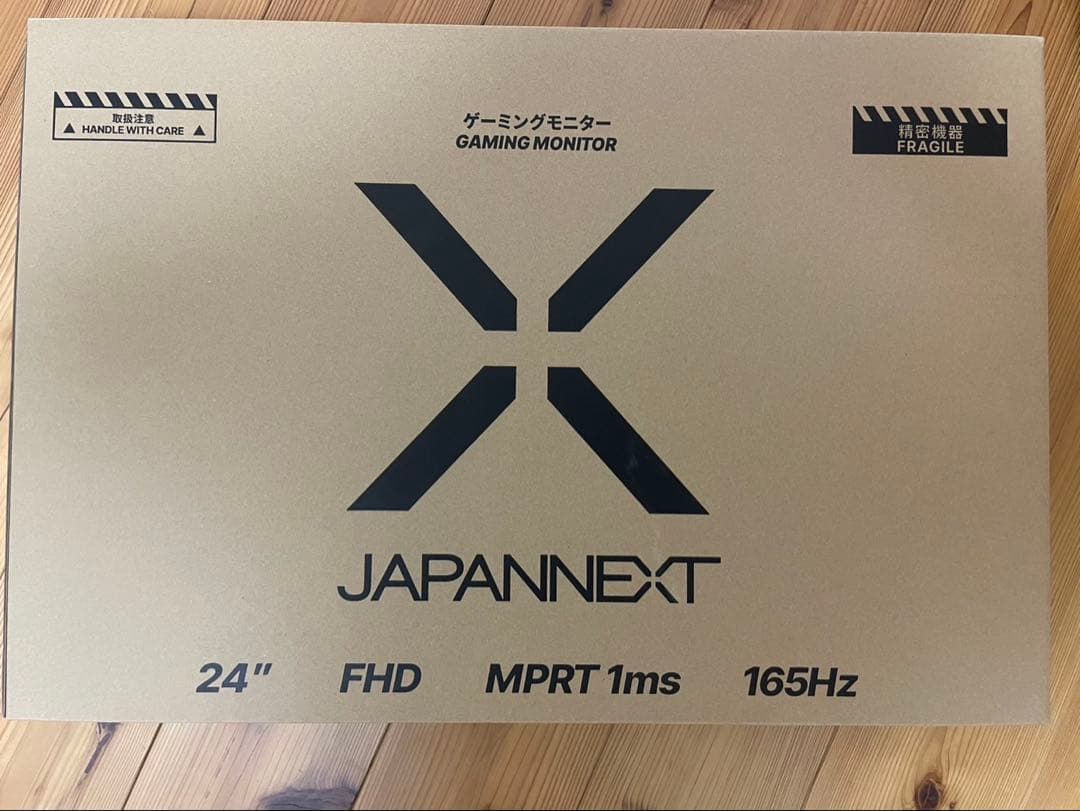 取扱注意
▲ HANDLE WITH CARE ▲
ゲーミングモニター
GAMING MONITOR
精密機器
FRAGILE
JAPANNEXT
24" FHD MPRT 1ms 165Hz